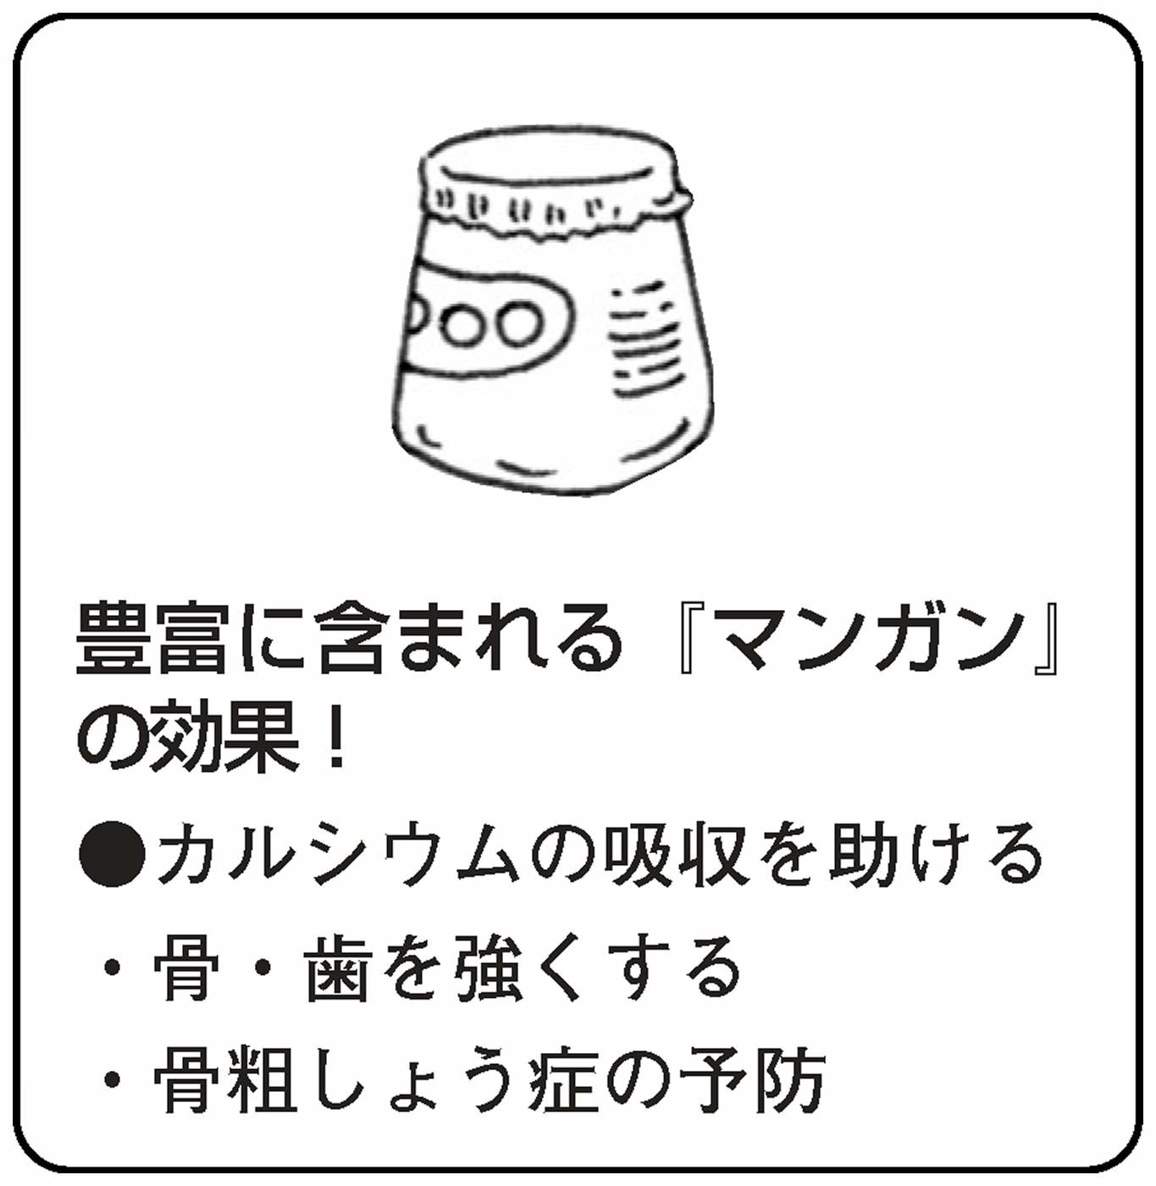 豊富に含まれる『マンガン』
の効果！
●カルシウムの吸収を助ける
・骨・歯を強くする
・骨粗しょう症の予防